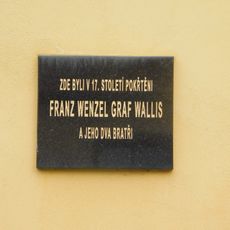 ZDE BYLI V 17. STOLETÍ POKŘTĚNI
FRANZ WENZEL GRAF WALLIS
A JEHO DVA BRATŘI